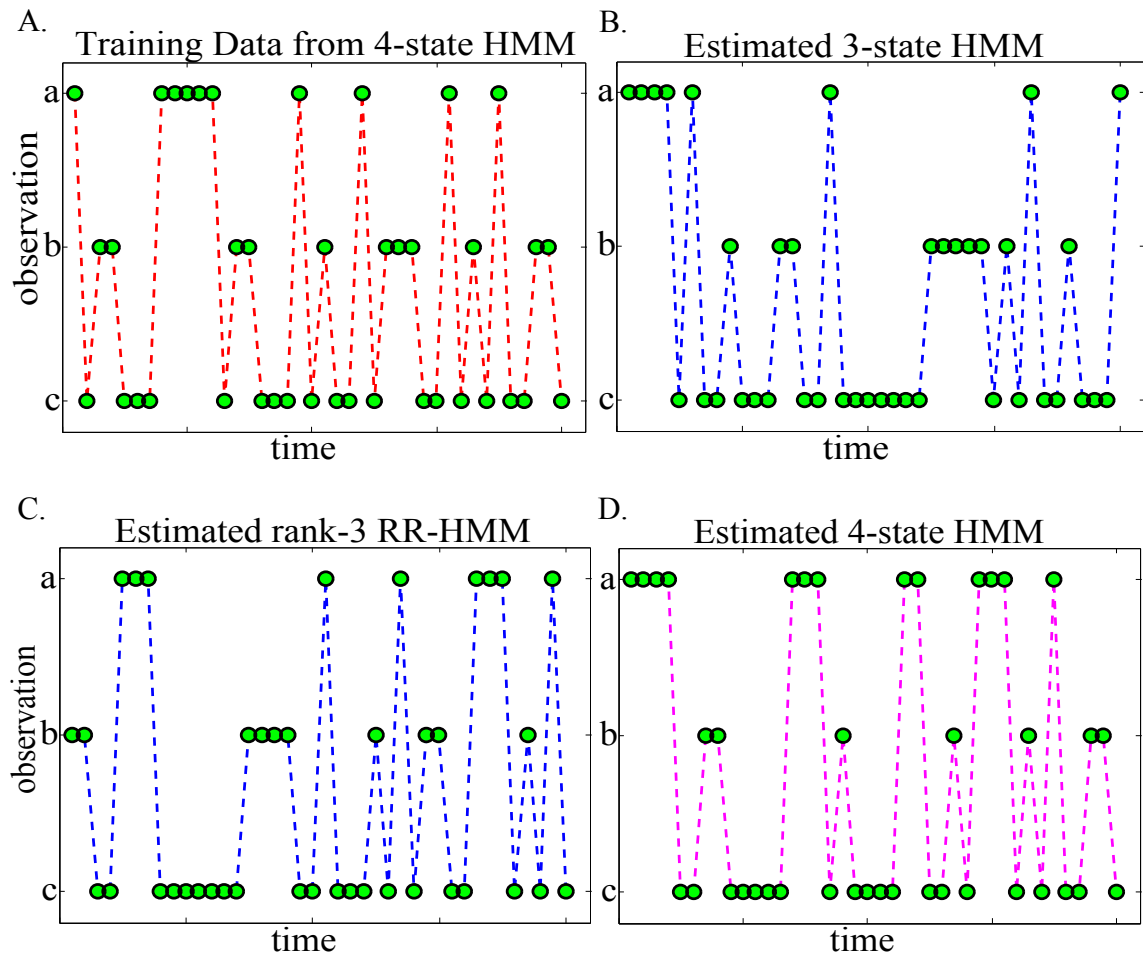 A.
Training Data from 4-state HMM
a
b
c
observation
time
B.
Estimated 3-state HMM
a
b
c
time
C.
Estimated rank-3 RR-HMM
a
b
c
observation
time
D.
Estimated 4-state HMM
a
b
c
time